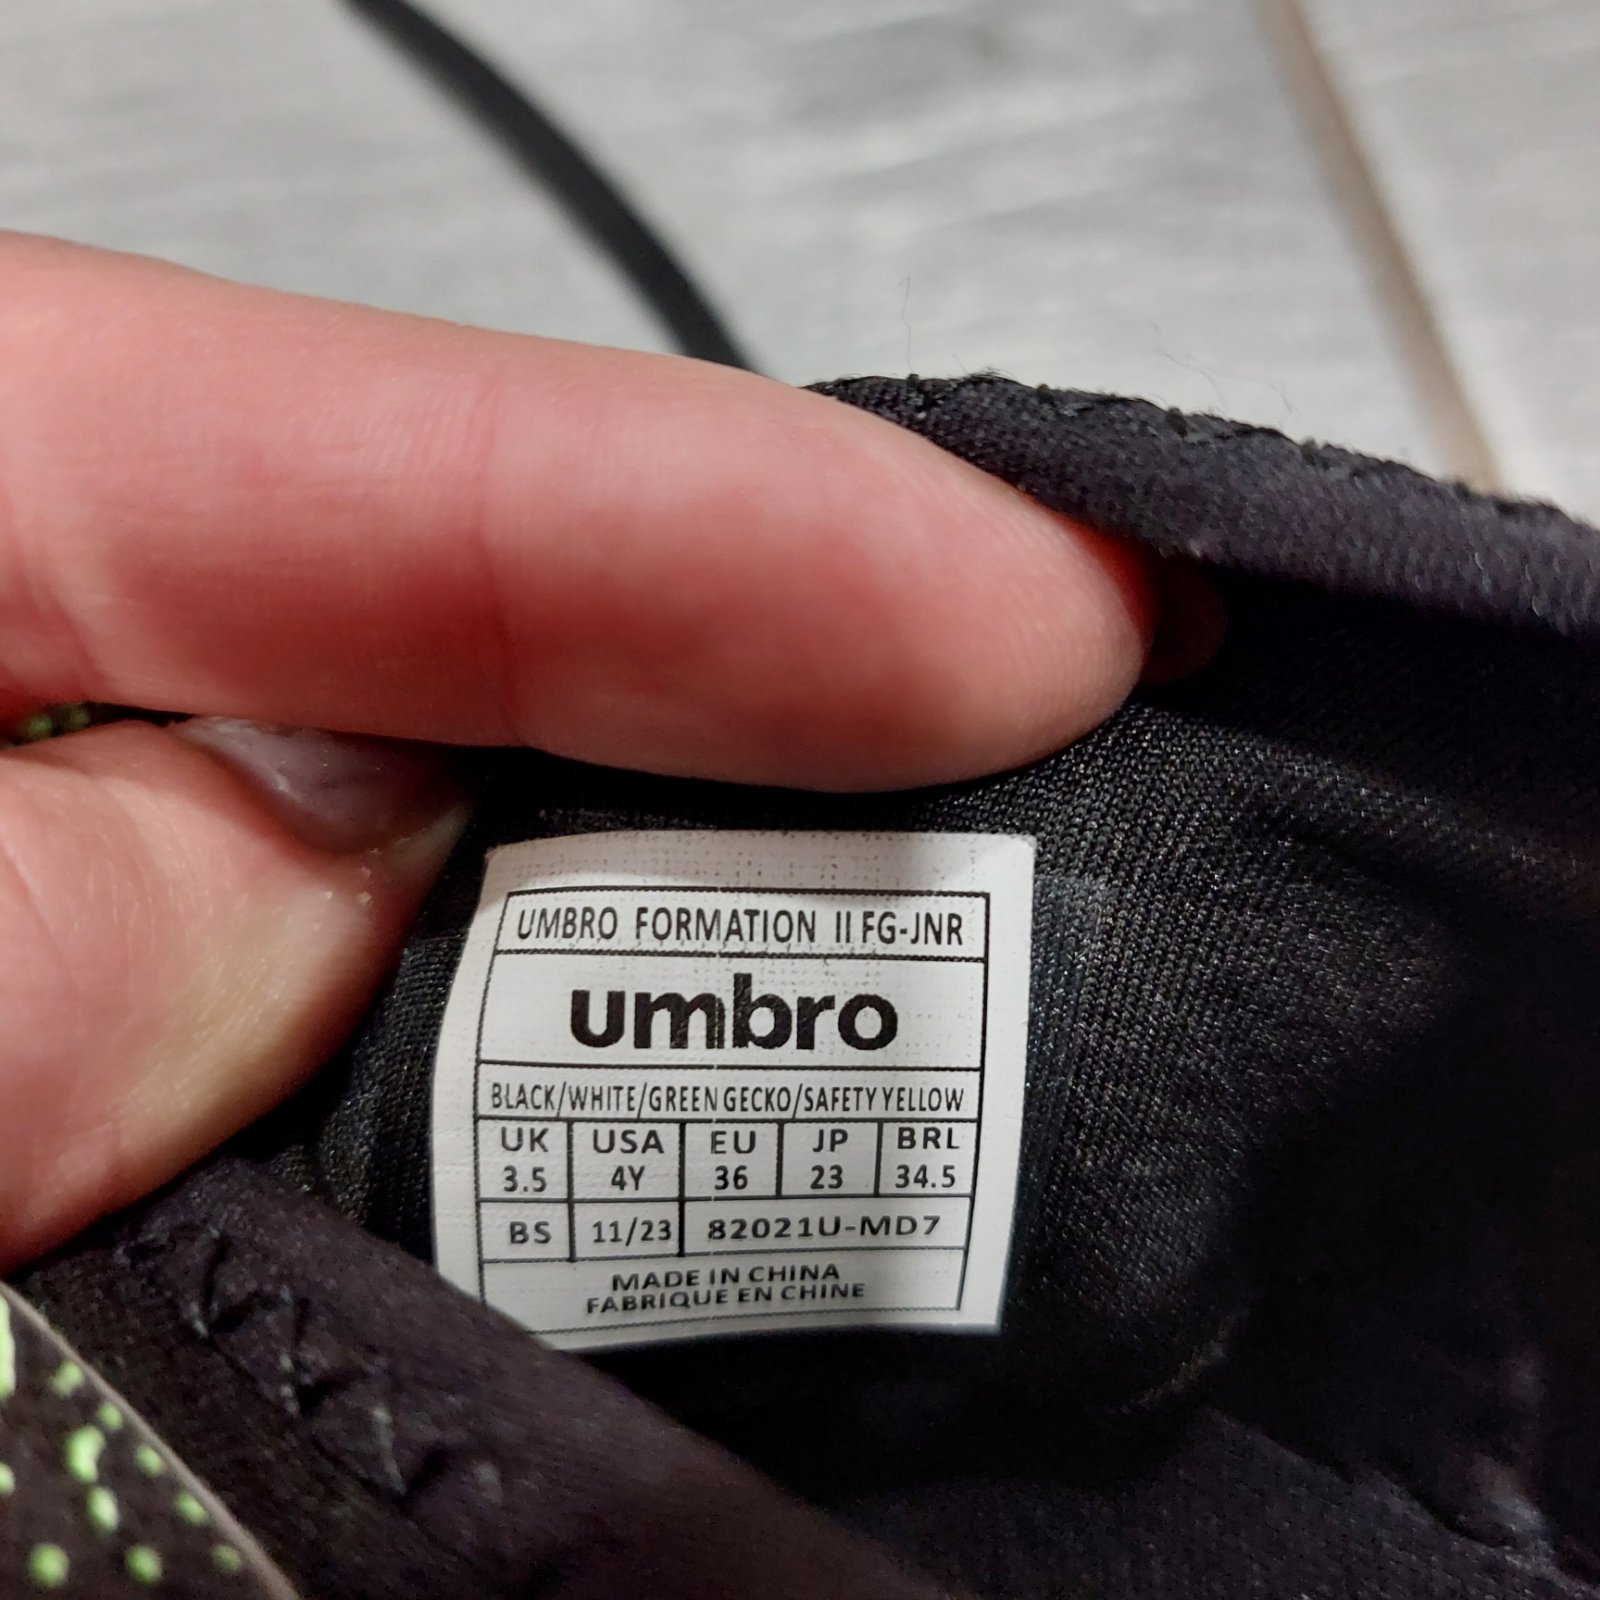 UMBRO FORMATION II FG-JNR
umbro
BLACK/WHITE/GREEN GECKO/SAFETY YELLOW
UK USA EU JP BRL
3.5 4Y 36 23 34.5
BS 11/23 82021U-MD7
MADE IN CHINA
FABRIQUE EN CHINE